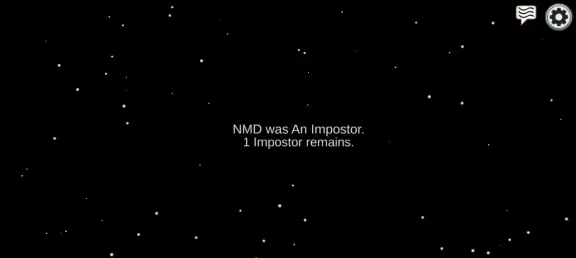 NMD was An Impostor.
1 Impostor remains.